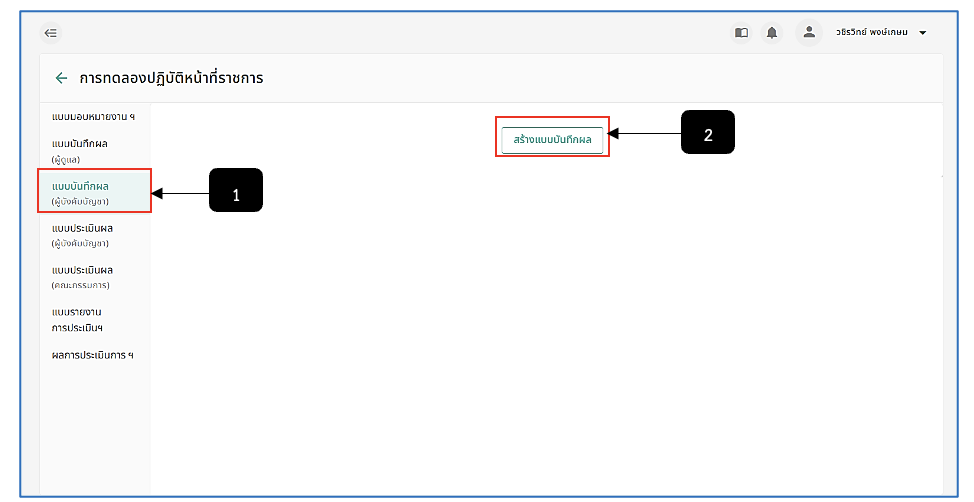 วชิรวิทย์ พงษ์เกษม
การทดลองปฏิบัติหน้าที่ราชการ
แบบมอบหมายงาน ฯ
แบบบันทึกผล
(ผู้ดูแล)
แบบบันทึกผล
(ผู้บังคับบัญชา)
แบบประเมินผล
(ผู้บังคับบัญชา)
แบบประเมินผล
(คณะกรรมการ)
แบบรายงาน
การประเมินฯ
ผลการประเมินการ ฯ
สร้างแบบบันทึกผล
1
2